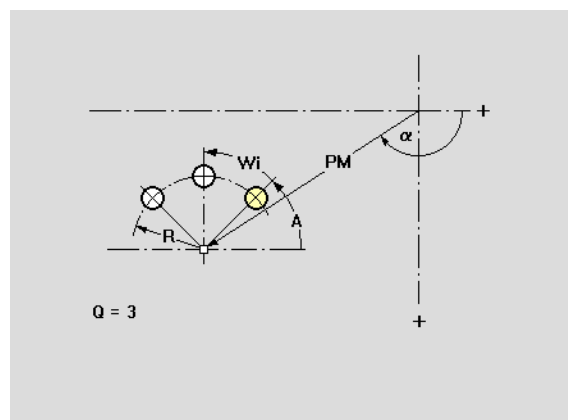 +
Wi
PM
α
A
R
Q = 3
+